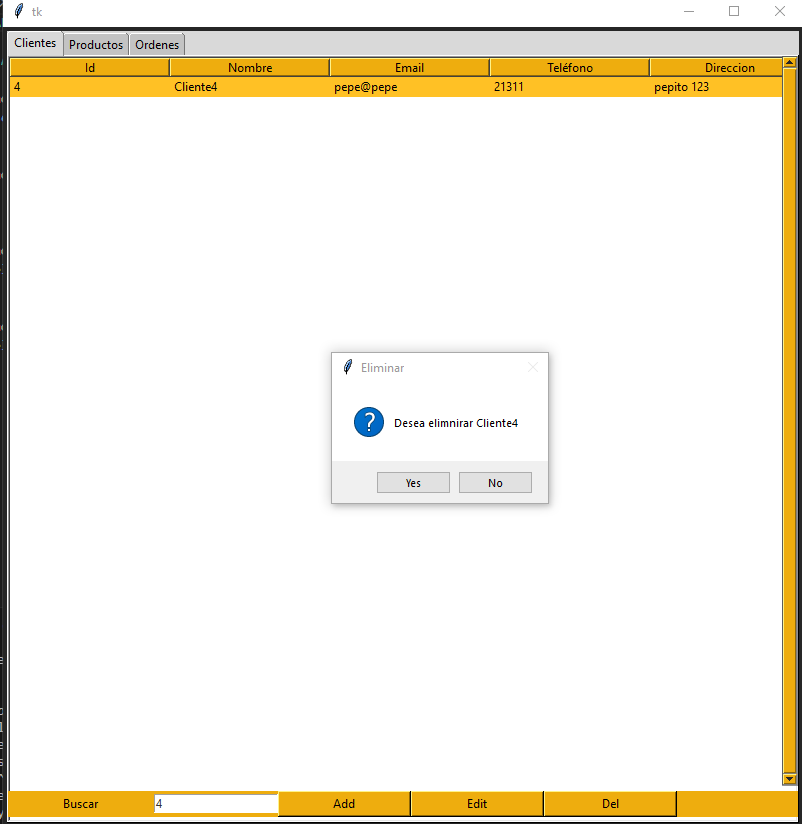 tk
Clientes Productos Ordenes
Id Nombre Email Teléfono Direccion
4 Cliente4 pepe@pepe 21311 pepito 123
Eliminar
Desea elimnirar Cliente4
Yes No
Buscar 4 Add Edit Del